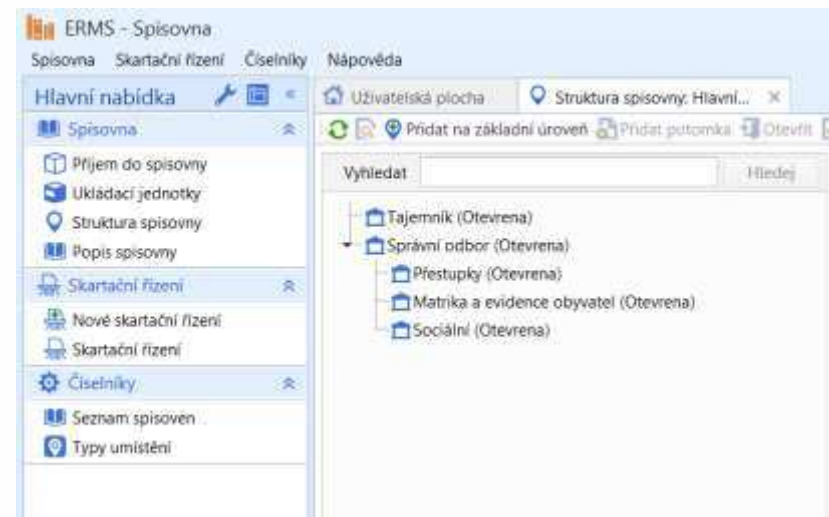 ERMS - Spisovna
Spisovna Skartační řízení Číselníky Nápověda
Hlavní nabídka
Spisovna
Příjem do spisovny
Ukládací jednotky
Struktura spisovny
Popis spisovny
Skartační řízení
Nové skartační řízení
Skartační řízení
Číselníky
Seznam spisoven
Typy umístění
Uživatelská plocha Struktura spisovny: Hlavní...
Přidat na základní úroveň Přidat potomka Otevřít
Vyhledat Hledej
Tajemník (Otevrena)
Správní odbor (Otevrena)
Přestupky (Otevrena)
Matrika a evidence obyvatel (Otevrena)
Sociální (Otevrena)